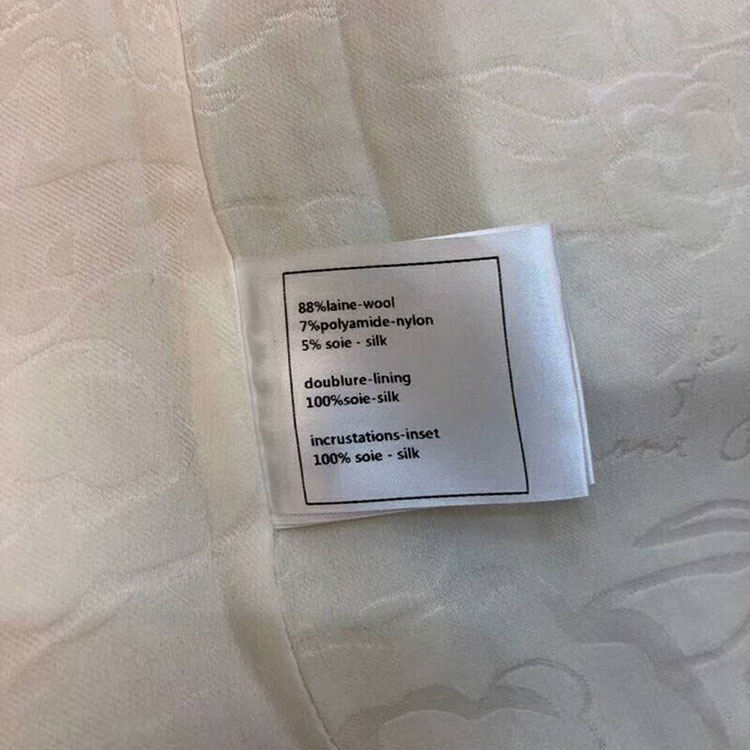 88%laine-wool
7%polyamide-nylon
5% soie - silk
doublure-lining
100%soie-silk
incrustations-inset
100% soie - silk